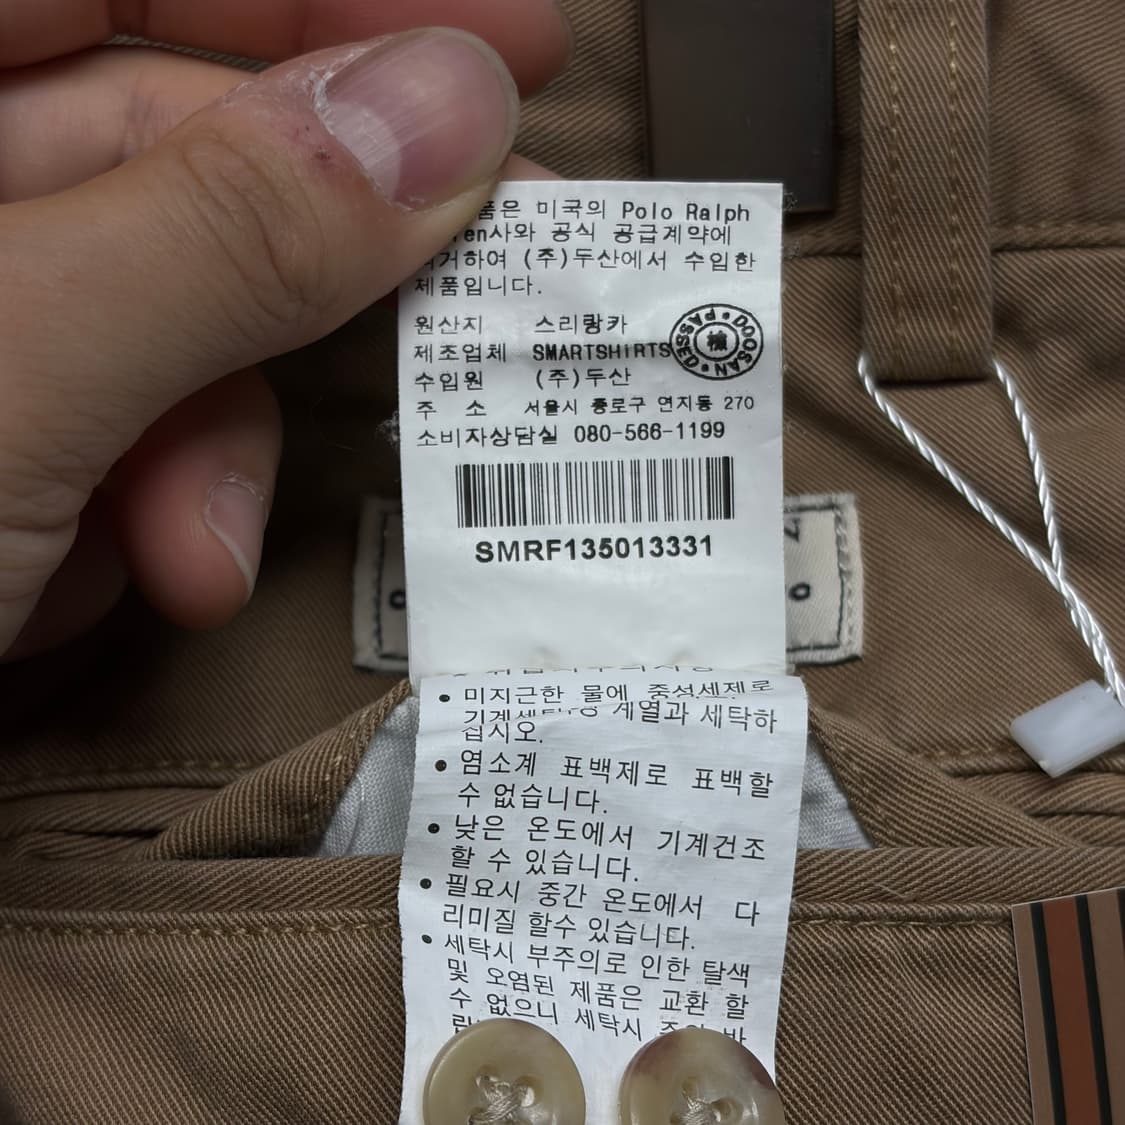 품은 미국의 Polo Ralph
en사와 공식 공급계약에
거하여 (주)두산에서 수입한
제품입니다.
원산지 스리랑카
제조업체 SMARTSHIRTS
수입원 (주)두산
주 소 서울시 종로구 연지동 270
소비자상담실 080-566-1199
DOOSAN PASSED
檢
SMRF135013331
• 미지근한 물에 중성세제로
기계세탁 계열과 세탁하
십시오.
• 염소계 표백제로 표백할
수 없습니다.
• 낮은 온도에서 기계건조
할 수 있습니다.
• 필요시 중간 온도에서 다
리미질 할수 있습니다.
• 세탁시 부주의로 인한 탈색
및 오염된 제품은 교환 할
수 없으니 세탁시